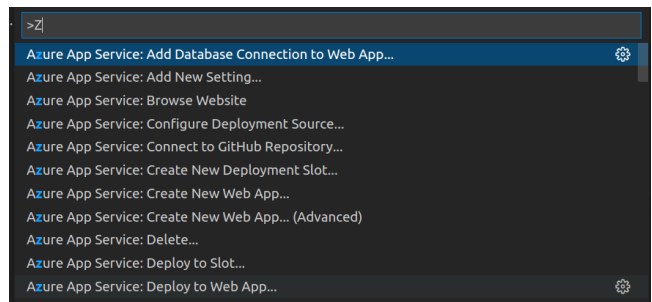 >Z
Azure App Service: Add Database Connection to Web App...
Azure App Service: Add New Setting...
Azure App Service: Browse Website
Azure App Service: Configure Deployment Source...
Azure App Service: Connect to GitHub Repository...
Azure App Service: Create New Deployment Slot...
Azure App Service: Create New Web App...
Azure App Service: Create New Web App... (Advanced)
Azure App Service: Delete...
Azure App Service: Deploy to Slot...
Azure App Service: Deploy to Web App...